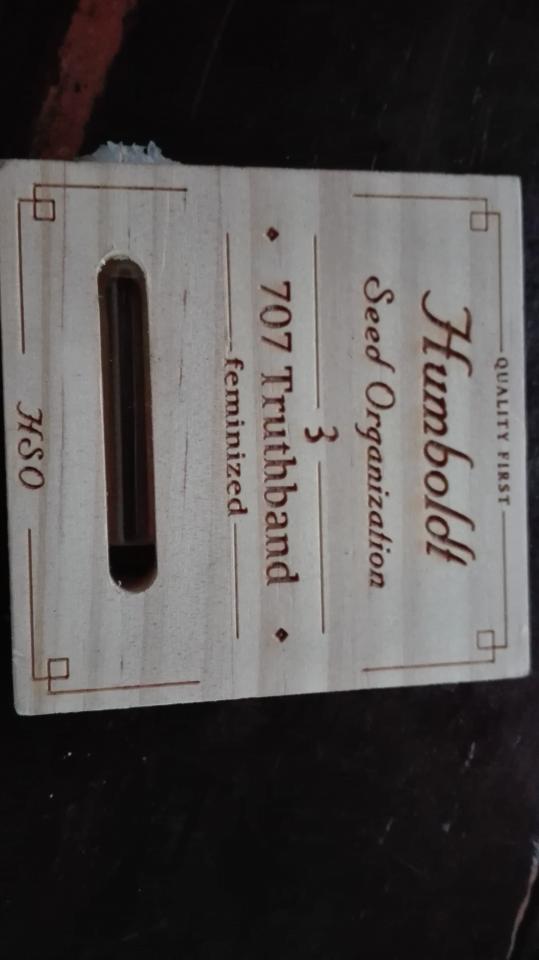 QUALITY FIRST
Humboldt
Seed Organization
3
707 Truthband
feminized
HSO